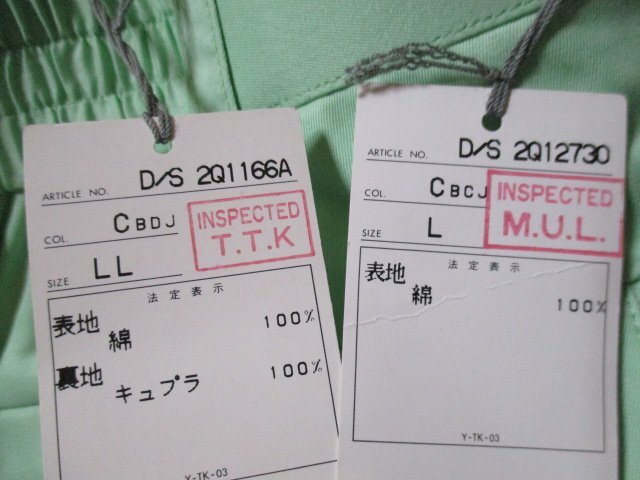 ARTICLE NO. D/S 2Q1166A
COL. CBDJ
INSPECTED
T.T.K
SIZE LL
法定表示
表地 綿 100%
裏地 キュプラ 100%
Y-TK-03
ARTICLE NO. D/S 2Q12730
COL. CBCJ
INSPECTED
M.U.L.
SIZE L
法定表示
表地 綿 100%
Y-TK-03